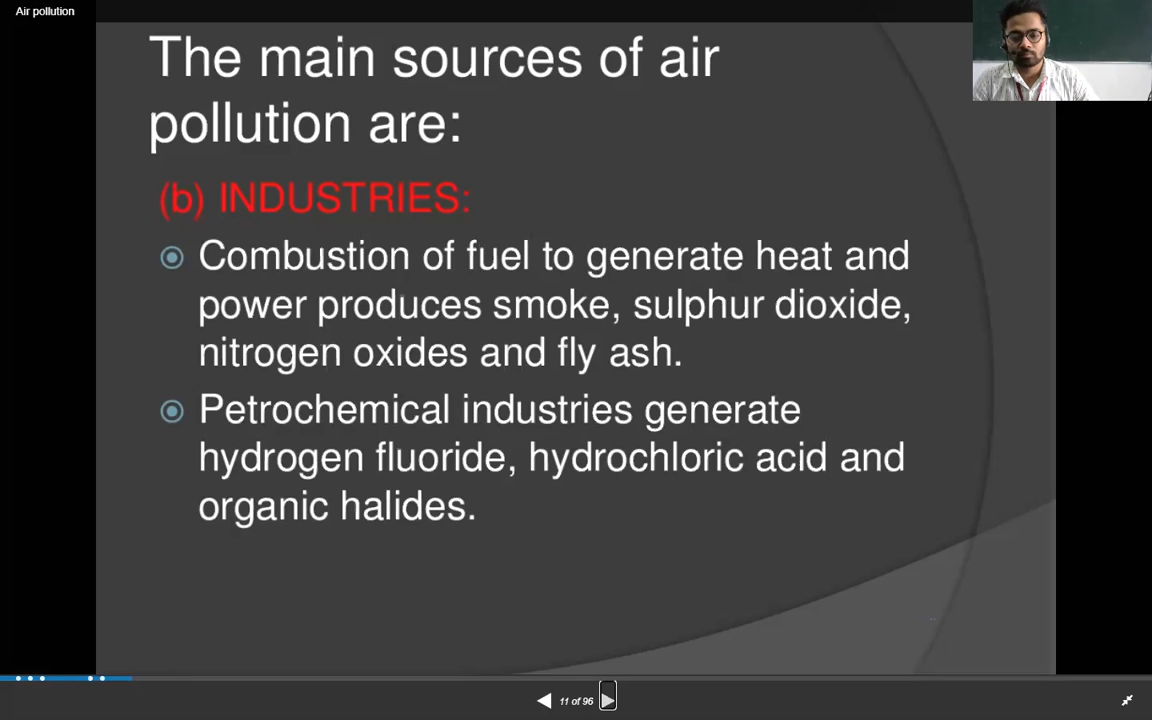 Air pollution
The main sources of air
pollution are:
(b) INDUSTRIES:
Combustion of fuel to generate heat and
power produces smoke, sulphur dioxide,
nitrogen oxides and fly ash.
Petrochemical industries generate
hydrogen fluoride, hydrochloric acid and
organic halides.
11 of 96